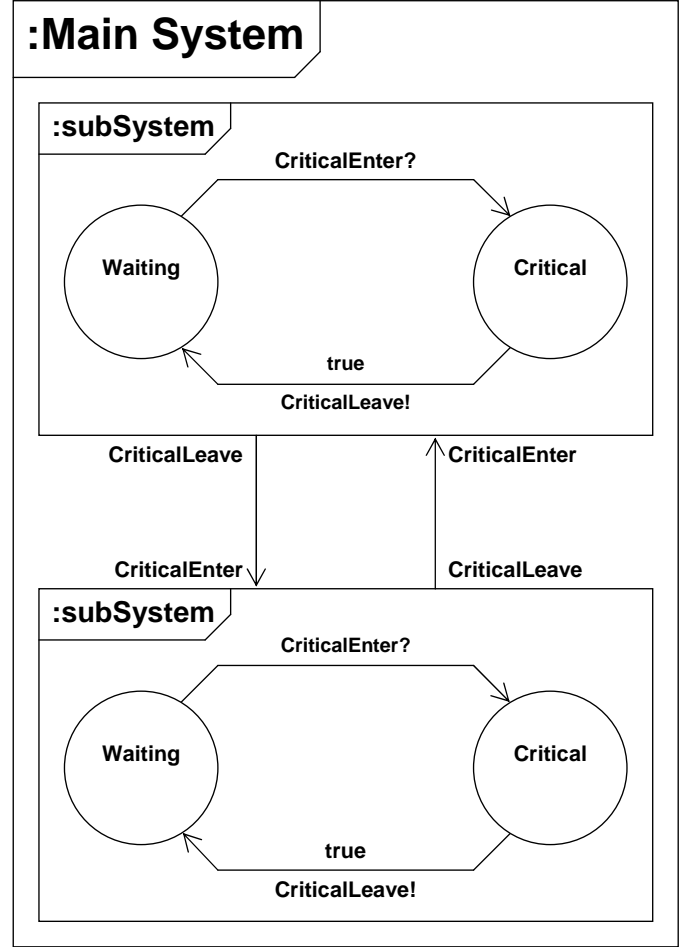 :Main System
:subSystem
CriticalEnter?
Waiting
Critical
true
CriticalLeave!
CriticalLeave
CriticalEnter
CriticalEnter
CriticalLeave
:subSystem
CriticalEnter?
Waiting
Critical
true
CriticalLeave!